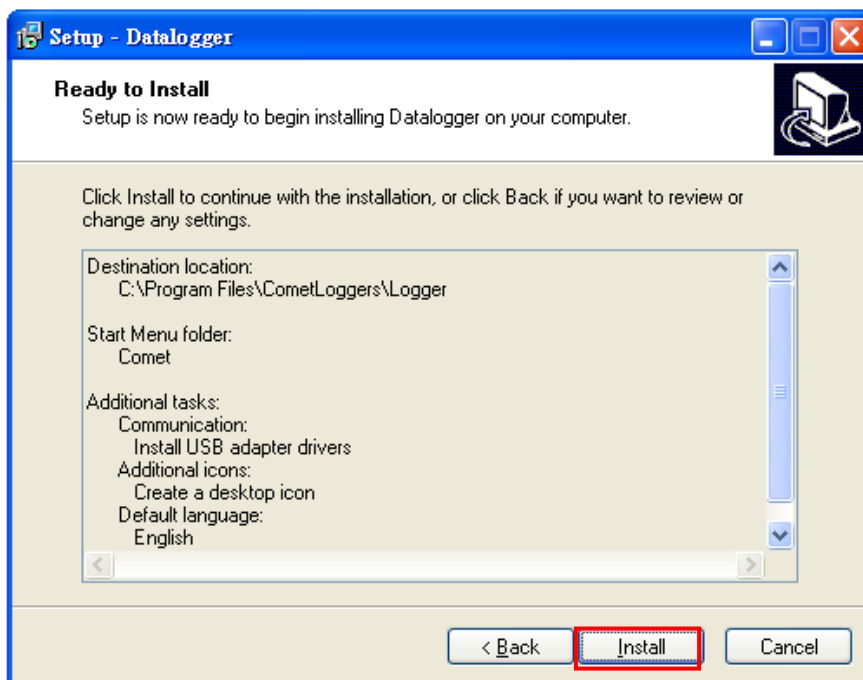 Setup - Datalogger
Ready to Install
Setup is now ready to begin installing Datalogger on your computer.
Click Install to continue with the installation, or click Back if you want to review or
change any settings.
Destination location:
C:\Program Files\CometLoggers\Logger
Start Menu folder:
Comet
Additional tasks:
Communication:
Install USB adapter drivers
Additional icons:
Create a desktop icon
Default language:
English
< Back
Install
Cancel